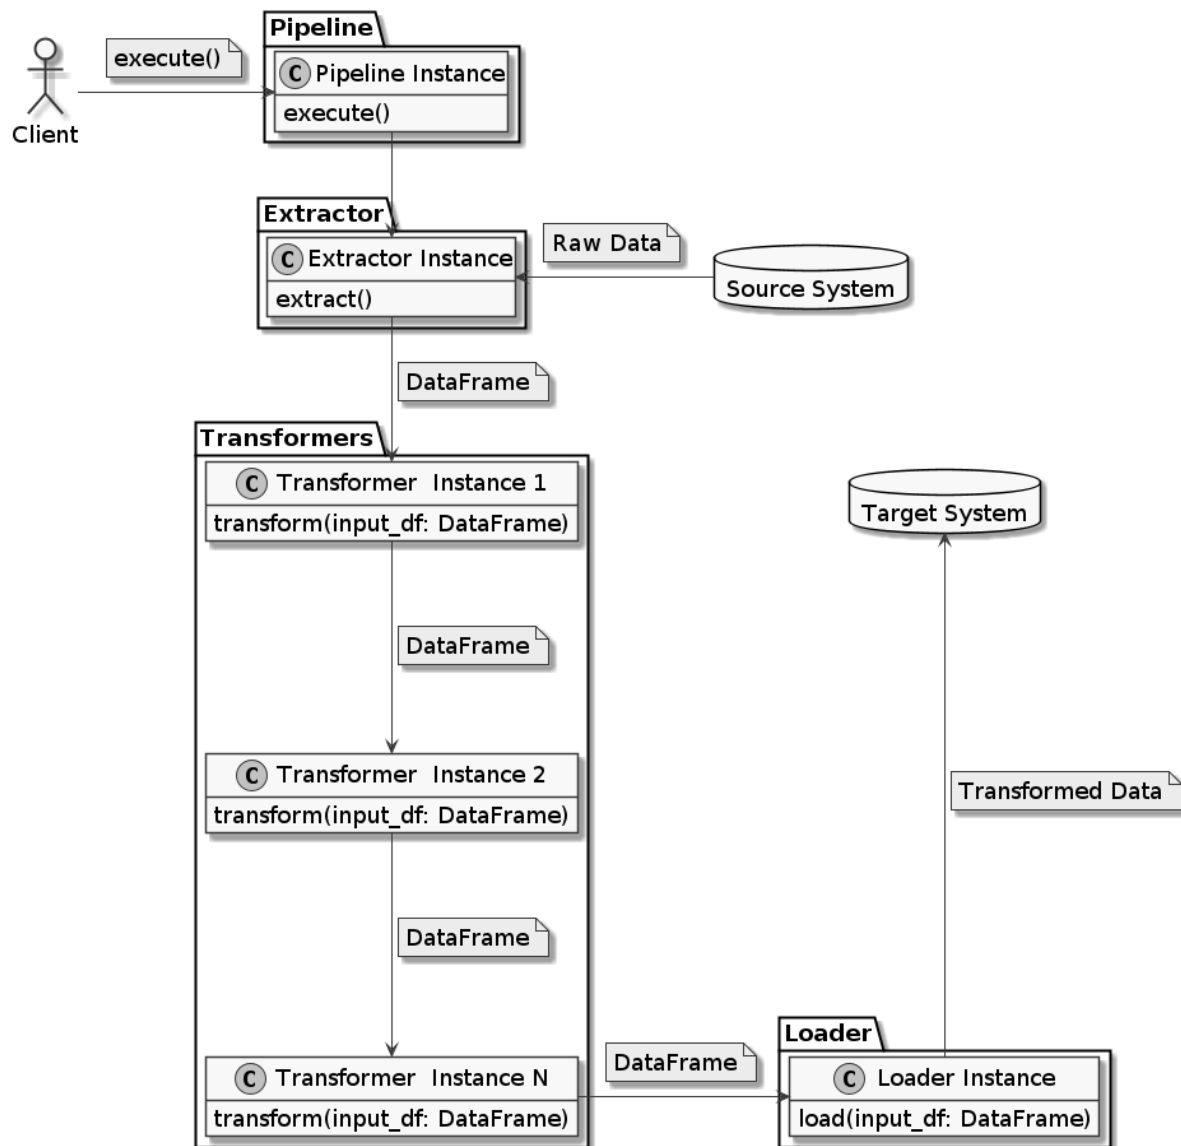 Pipeline
execute()
C Pipeline Instance
execute()
Client
Extractor
C Extractor Instance
extract()
Raw Data
Source System
DataFrame
Transformers
C Transformer  Instance 1
transform(input_df: DataFrame)
Target System
DataFrame
C Transformer  Instance 2
transform(input_df: DataFrame)
Transformed Data
DataFrame
C Transformer  Instance N
transform(input_df: DataFrame)
DataFrame
Loader
C Loader Instance
load(input_df: DataFrame)